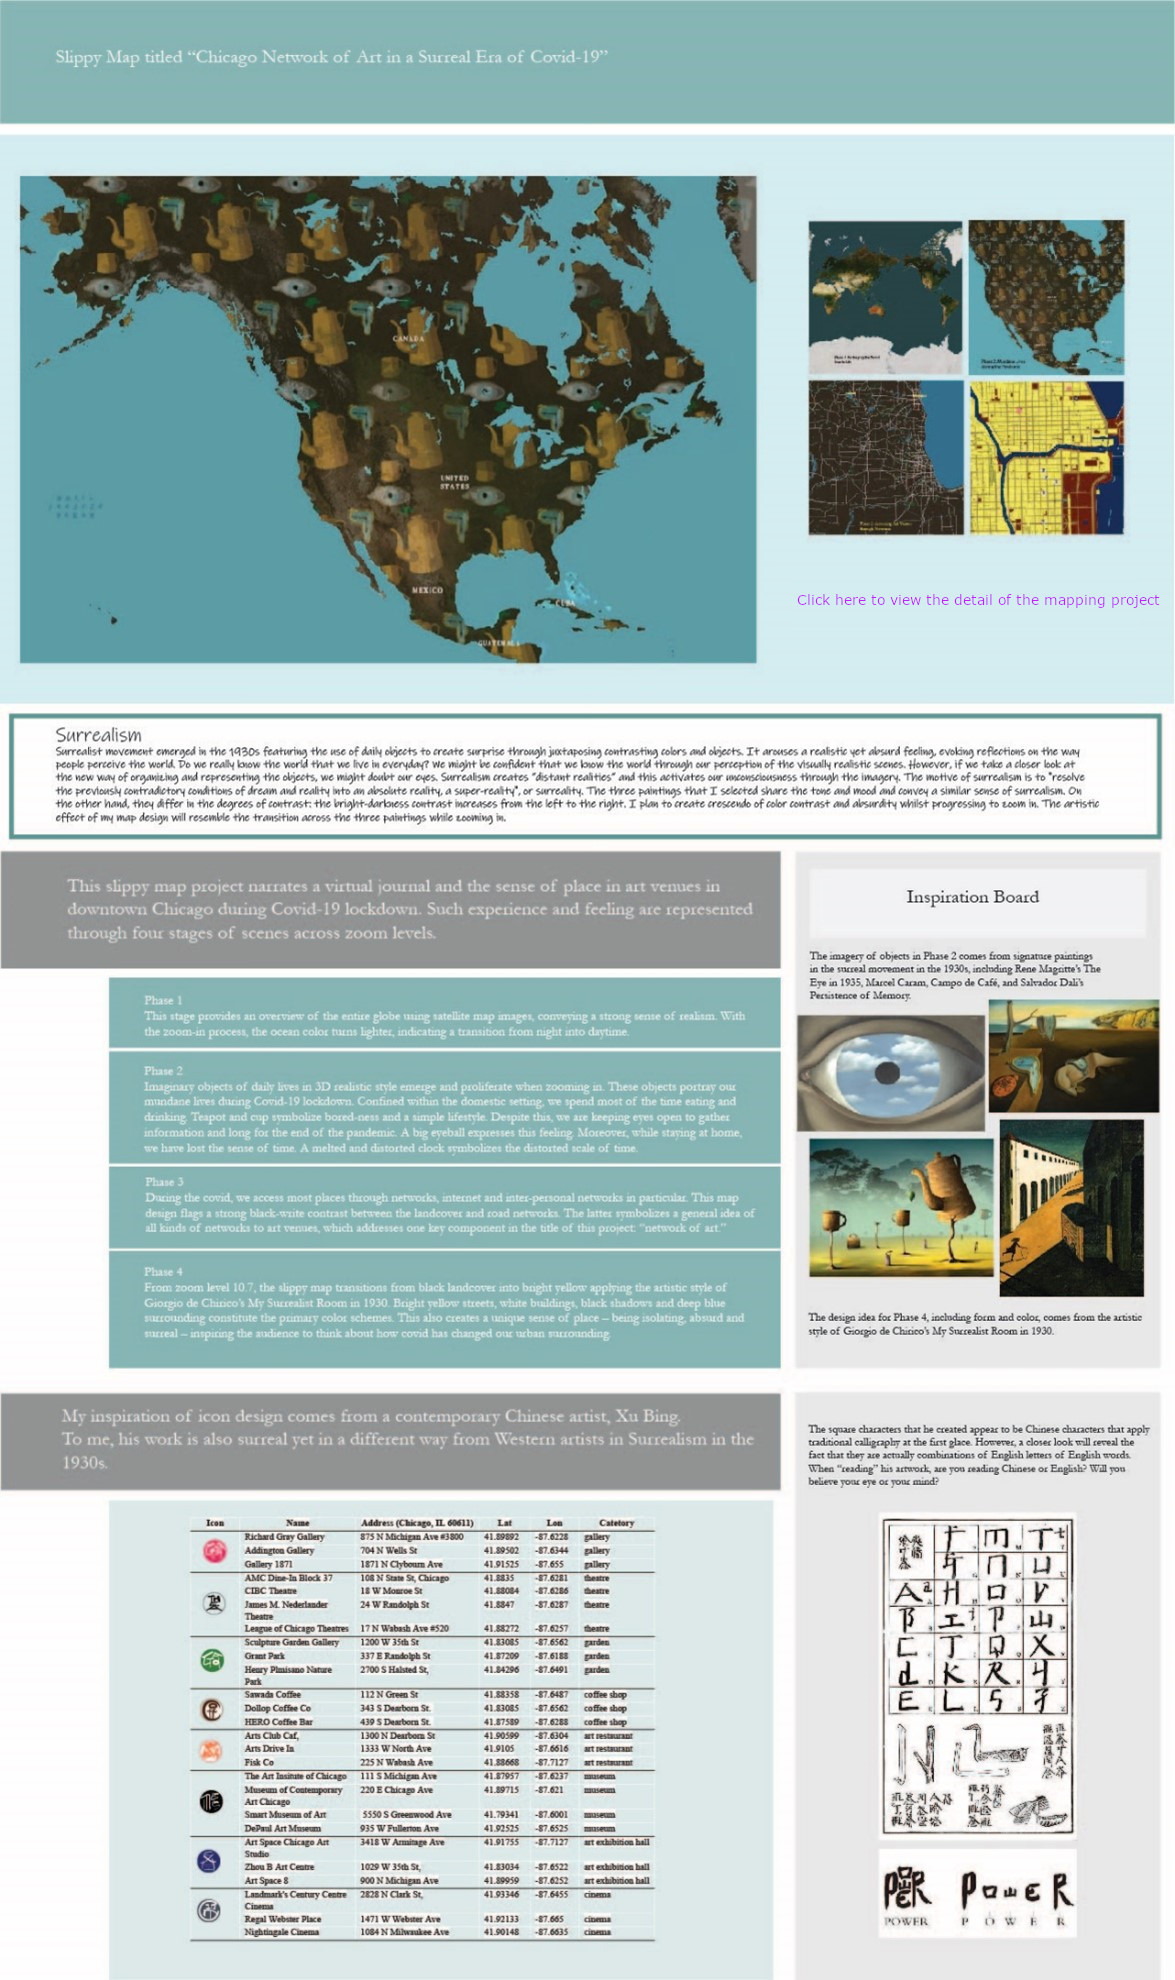 Slippy Map titled “Chicago Network of Art in a Surreal Era of Covid-19”
CANADA
UNITED
STATES
MEXICO
CUBA
GUATEMALA
Click here to view the detail of the mapping project
Surrealism
Surrealist movement emerged in the 1930s featuring the use of daily objects to create surprise through juxtaposing contrasting colors and objects. It arouses a realistic yet absurd feeling, evoking reflections on the way
people perceive the world. Do we really know the world that we live in everyday? We might be confident that we know the world through our perception of the visually realistic scenes. However, if we take a closer look at
the new way of organizing and representing the objects, we might doubt our eyes. Surrealism creates "distant realities" and this activates our unconsciousness through the imagery. The motive of surrealism is to "resolve
the previously contradictory conditions of dream and reality into an absolute reality, a super-reality", or surreality. The three paintings that I selected share the tone and mood and convey a similar sense of surrealism. On
the other hand, they differ in the degrees of contrast: the bright-darkness contrast increases from the left to the right. I plan to create crescendo of color contrast and absurdity whilst progressing to zoom in. The artistic
effect of my map design will resemble the transition across the three paintings while zooming in.
This slippy map project narrates a virtual journal and the sense of place in art venues in
downtown Chicago during Covid-19 lockdown. Such experience and feeling are represented
through four stages of scenes across zoom levels.
Phase 1
This stage provides an overview of the entire globe using satellite map images, conveying a strong sense of realism. With
the zoom-in process, the ocean color turns lighter, indicating a transition from night into daytime.
Phase 2
Imaginary objects of daily lives in 3D realistic style emerge and proliferate when zooming in. These objects portray our
mundane lives during Covid-19 lockdown. Confined within the domestic setting, we spend most of the time eating and
drinking. Teapot and cup symbolize bored-ness and a simple lifestyle. Despite this, we are keeping eyes open to gather
information and long for the end of the pandemic. A big eyeball expresses this feeling. Moreover, while staying at home,
we have lost the sense of time. A melted and distorted clock symbolizes the distorted scale of time.
Phase 3
During the covid, we access most places through networks, internet and inter-personal networks in particular. This map
design flags a strong black-write contrast between the landcover and road networks. The latter symbolizes a general idea of
all kinds of networks to art venues, which addresses one key component in the title of this project: “network of art.”
Phase 4
From zoom level 10.7, the slippy map transitions from black landcover into bright yellow applying the artistic style of
Giorgio de Chirico’s My Surrealist Room in 1930. Bright yellow streets, white buildings, black shadows and deep blue
surrounding constitute the primary color schemes. This also creates a unique sense of place – being isolating, absurd and
surreal – inspiring the audience to think about how covid has changed our urban surrounding.
Inspiration Board
The imagery of objects in Phase 2 comes from signature paintings
in the surreal movement in the 1930s, including Rene Magritte’s The
Eye in 1935, Marcel Caram, Campo de Café, and Salvador Dali’s
Persistence of Memory.
The design idea for Phase 4, including form and color, comes from the artistic
style of Giorgio de Chirico’s My Surrealist Room in 1930.
My inspiration of icon design comes from a contemporary Chinese artist, Xu Bing.
To me, his work is also surreal yet in a different way from Western artists in Surrealism in the
1930s.
Icon Name Address (Chicago, IL 60611) Lat Lon Catetory
Richard Gray Gallery 875 N Michigan Ave #3800 41.89892 -87.6228 gallery
Addington Gallery 704 N Wells St 41.89502 -87.6344 gallery
Gallery 1871 1871 N Clybourn Ave 41.91525 -87.655 gallery
AMC Dine-In Block 37 108 N State St, Chicago 41.8835 -87.6281 theatre
CIBC Theatre 18 W Monroe St 41.88084 -87.6286 theatre
James M. Nederlander 24 W Randolph St 41.8847 -87.6287 theatre
Theatre
League of Chicago Theatres 17 N Wabash Ave #520 41.88272 -87.6257 theatre
Sculpture Garden Gallery 1200 W 35th St 41.83085 -87.6562 garden
Grant Park 337 E Randolph St 41.87209 -87.6188 garden
Henry Plmisano Nature 2700 S Halsted St, 41.84296 -87.6491 garden
Park
Sawada Coffee 112 N Green St 41.88358 -87.6487 coffee shop
Dollop Coffee Co 343 S Dearborn St. 41.83085 -87.6562 coffee shop
HERO Coffee Bar 439 S Dearborn St. 41.87589 -87.6288 coffee shop
Arts Club Caf, 1300 N Dearborn St 41.90599 -87.6304 art restaurant
Arts Drive In 1333 W North Ave 41.9105 -87.6616 art restaurant
Fisk Co 225 N Wabash Ave 41.88668 -87.7127 art restaurant
The Art Insitute of Chicago 111 S Michigan Ave 41.87957 -87.6237 museum
Museum of Contemporary 220 E Chicago Ave 41.89715 -87.621 museum
Art Chicago
Smart Museum of Art 5550 S Greenwood Ave 41.79341 -87.6001 museum
DePaul Art Museum 935 W Fullerton Ave 41.92525 -87.6525 museum
Art Space Chicago Art 3418 W Armitage Ave 41.91755 -87.7127 art exhibition hall
Studio
Zhou B Art Centre 1029 W 35th St, 41.83034 -87.6522 art exhibition hall
Art Space 8 900 N Michigan Ave 41.89959 -87.6252 art exhibition hall
Landmark's Century Centre 2828 N Clark St, 41.93346 -87.6455 cinema
Cinema
Regal Webster Place 1471 W Webster Ave 41.92133 -87.665 cinema
Nightingale Cinema 1084 N Milwaukee Ave 41.90148 -87.6635 cinema
The square characters that he created appear to be Chinese characters that apply
traditional calligraphy at the first glace. However, a closer look will reveal the
fact that they are actually combinations of English letters of English words.
When “reading” his artwork, are you reading Chinese or English? Will you
believe your eye or your mind?
POWER
POWER P O W E R